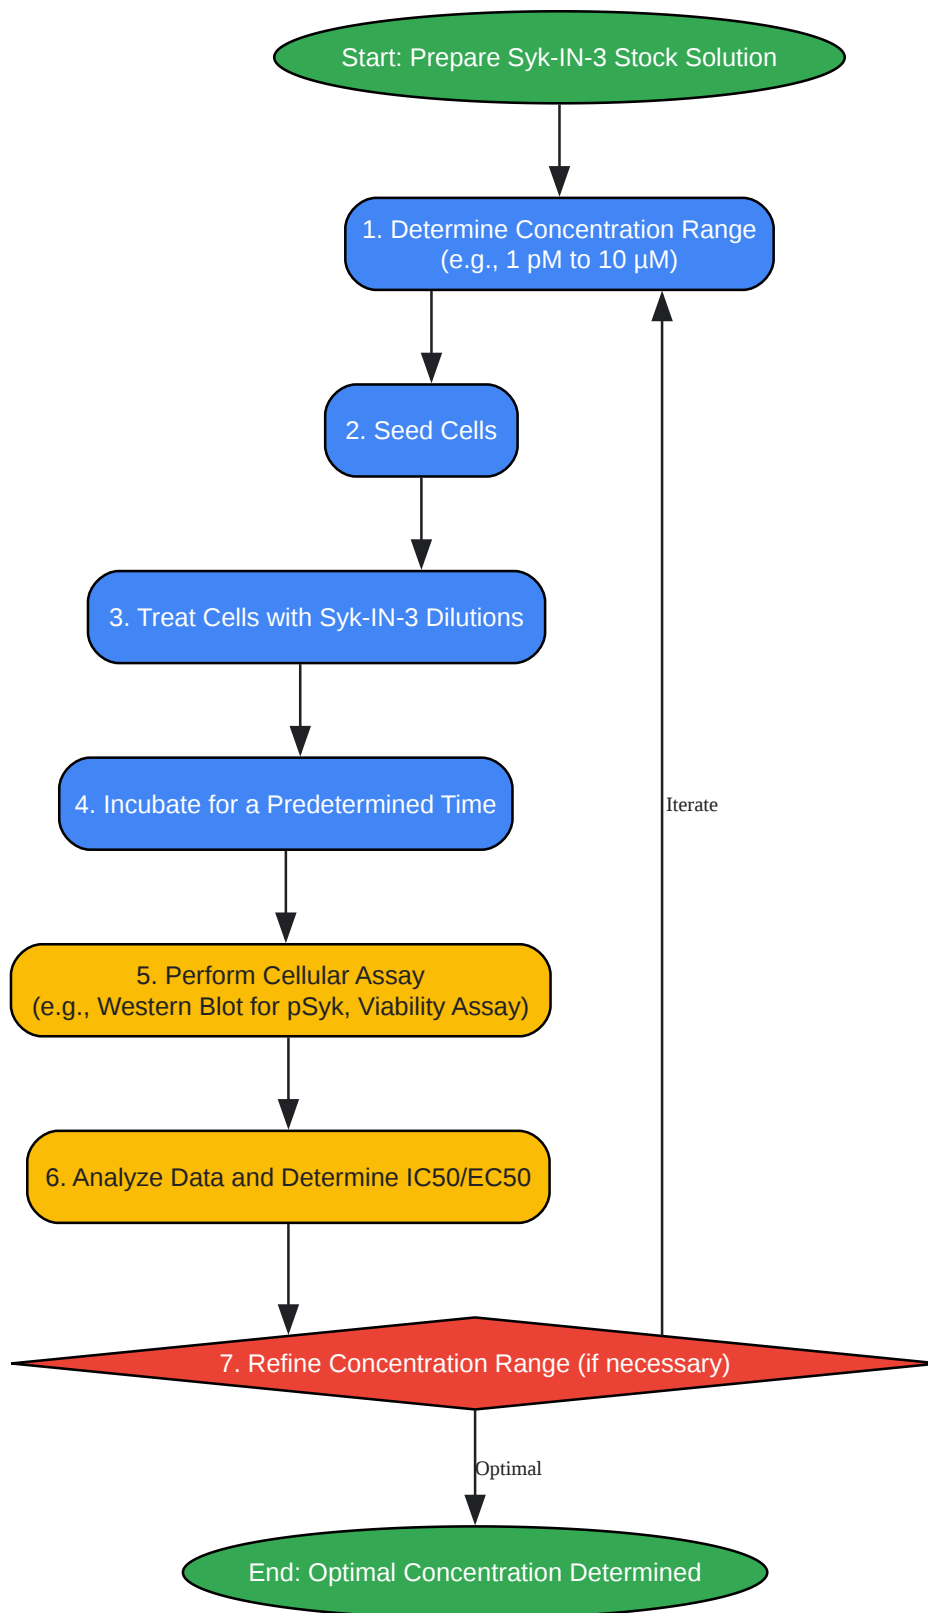 Start: Prepare Syk-IN-3 Stock Solution
1. Determine Concentration Range
(e.g., 1 pM to 10 µM)
2. Seed Cells
3. Treat Cells with Syk-IN-3 Dilutions
4. Incubate for a Predetermined Time
Iterate
5. Perform Cellular Assay
(e.g., Western Blot for pSyk, Viability Assay)
6. Analyze Data and Determine IC50/EC50
7. Refine Concentration Range (if necessary)
Optimal
End: Optimal Concentration Determined